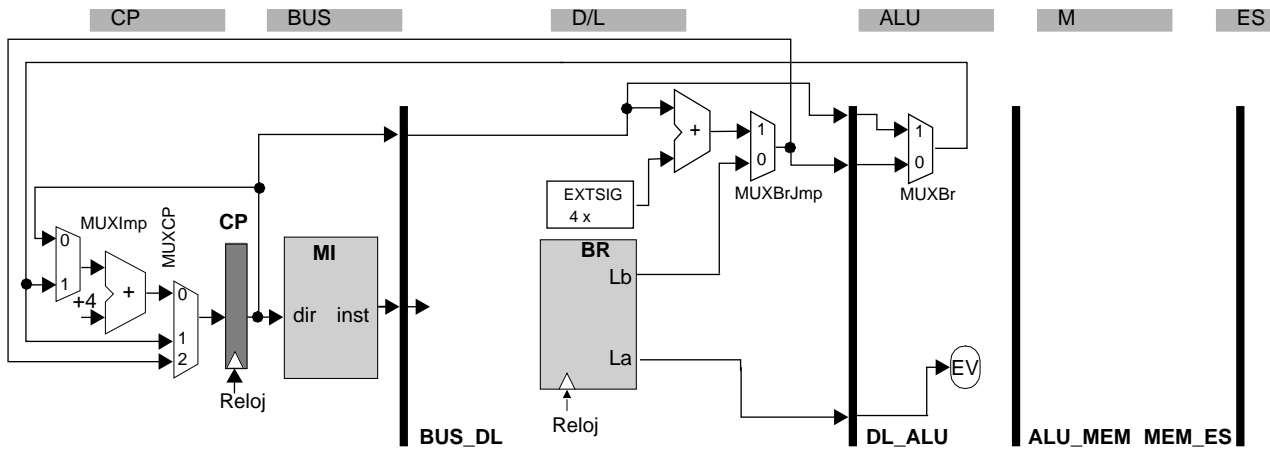 CP BUS D/L ALU M ES
1
+
0
1
0
EXTSIG
4 x
MUXBrJmp
MUXBr
MUXImp
MUXCP
CP
MI
BR
0
1
+4
+
0
1
2
Lb
dir inst
La
EV
Reloj
Reloj
BUS_DL
DL_ALU
ALU_MEM
MEM_ES